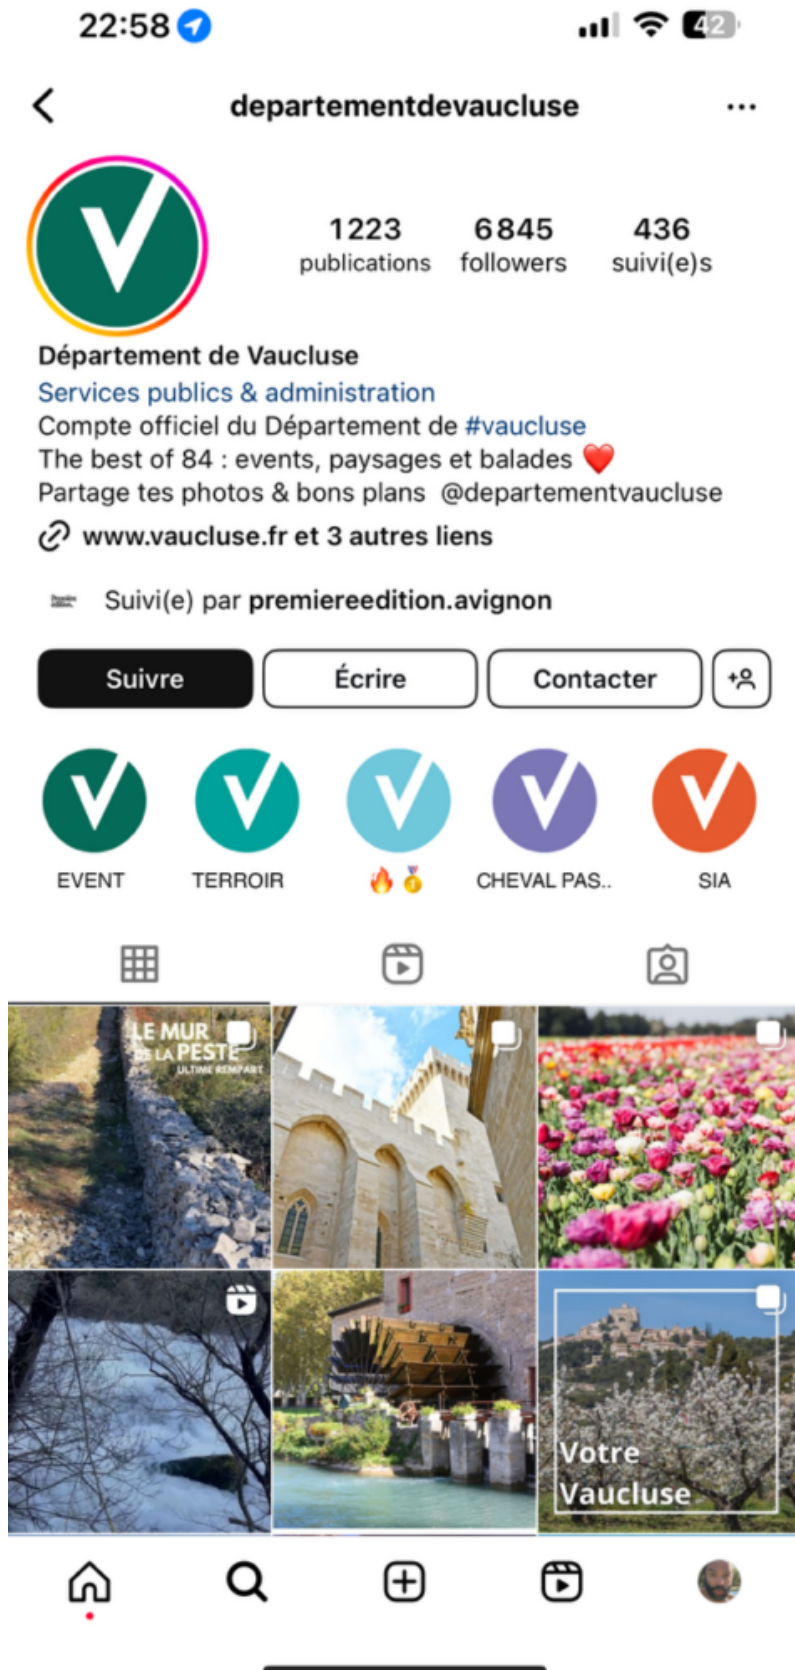 22:58
42
departementdevaucluse
1223
publications
6845
followers
436
suivi(e)s
Département de Vaucluse
Services publics & administration
Compte officiel du Département de #vaucluse
The best of 84 : events, paysages et balades ❤️
Partage tes photos & bons plans @departementvaucluse
www.vaucluse.fr et 3 autres liens
Suivi(e) par premiereedition.avignon
Suivre
Écrire
Contacter
EVENT
TERROIR
🔥🥇
CHEVAL PAS..
SIA
LE MUR
DE LA PESTE
ULTIME REMPART
Votre
Vaucluse